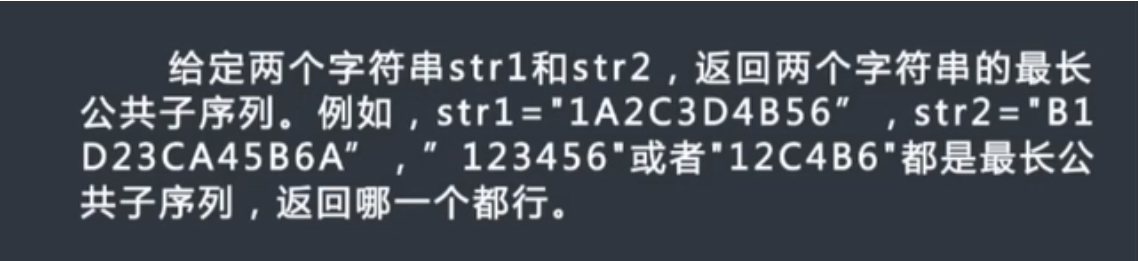 给定两个字符串str1和str2，返回两个字符串的最长
公共子序列。例如，str1="1A2C3D4B56”，str2="B1
D23CA45B6A”，”123456"或者"12C4B6"都是最长公
共子序列，返回哪一个都行。